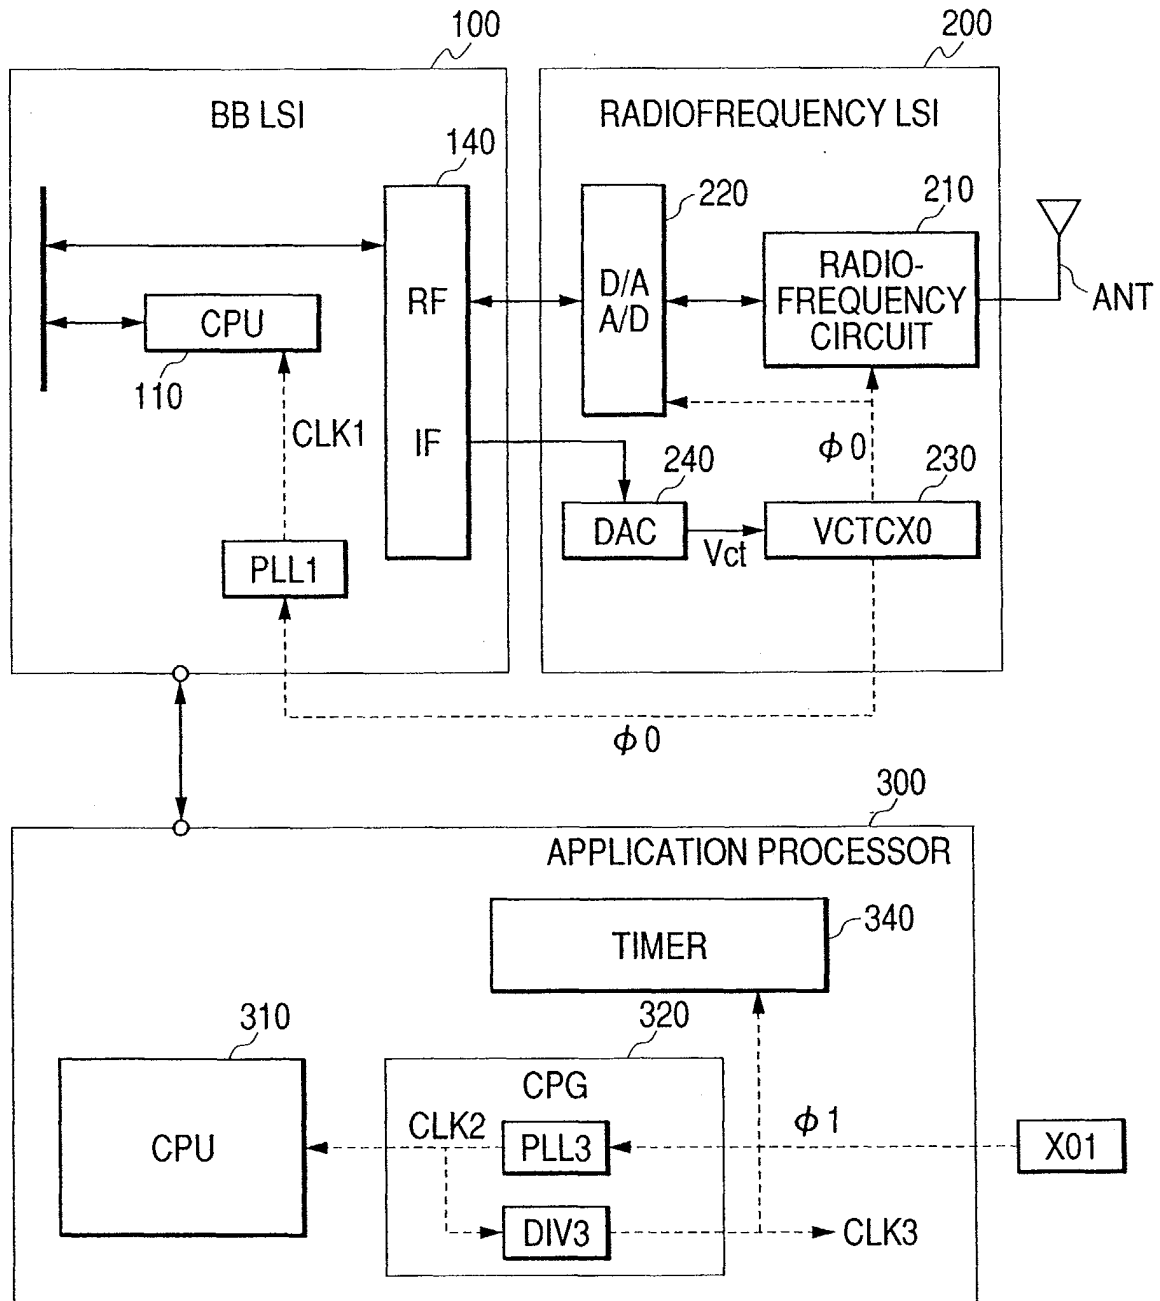 100
200
BB LSI
RADIOFREQUENCY LSI
140
220
210
RF
D/A
A/D
RADIO-
FREQUENCY
CIRCUIT
ANT
CPU
110
CLK1
IF
ϕ0
240
230
DAC
Vct
VCTCX0
PLL1
ϕ0
300
APPLICATION PROCESSOR
340
TIMER
310
320
CPG
CPU
CLK2
PLL3
ϕ1
X01
DIV3
CLK3